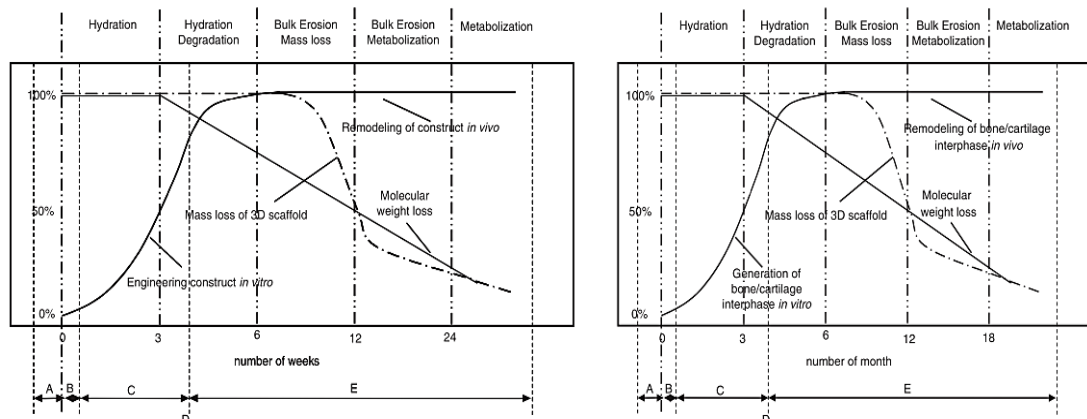 Hydration
Hydration
Degradation
Bulk Erosion
Mass loss
Bulk Erosion
Metabolization
Metabolization
100%
50%
0%
Remodeling of construct in vivo
Mass loss of 3D scaffold
Molecular
weight loss
Engineering construct in vitro
0 3 6 12 24
number of weeks
A B C E
D
Hydration
Hydration
Degradation
Bulk Erosion
Mass loss
Bulk Erosion
Metabolization
Metabolization
100%
50%
0%
Remodeling of bone/cartilage
interphase in vivo
Mass loss of 3D scaffold
Molecular
weight loss
Generation of
bone/cartilage
interphase in vitro
0 3 6 12 18
number of month
A B C E
D